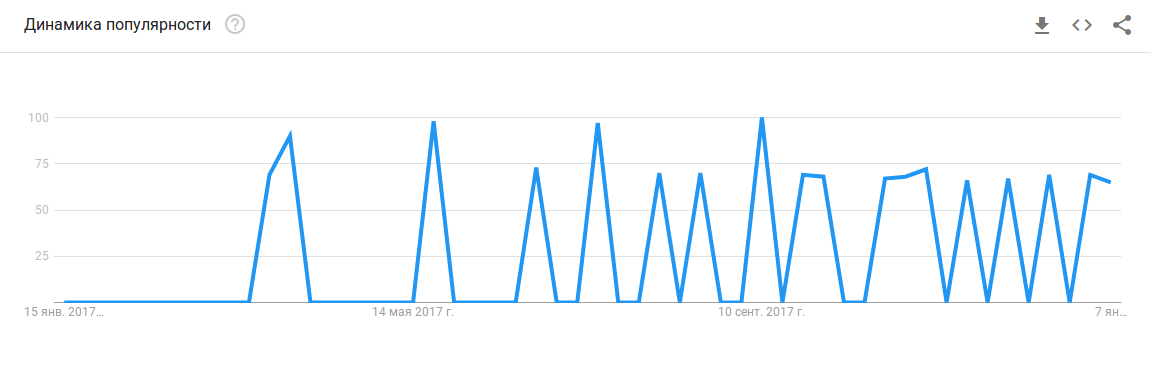 Динамика популярности
100
75
50
25
15 янв. 2017…
14 мая 2017 г.
10 сент. 2017 г.
7 ян…